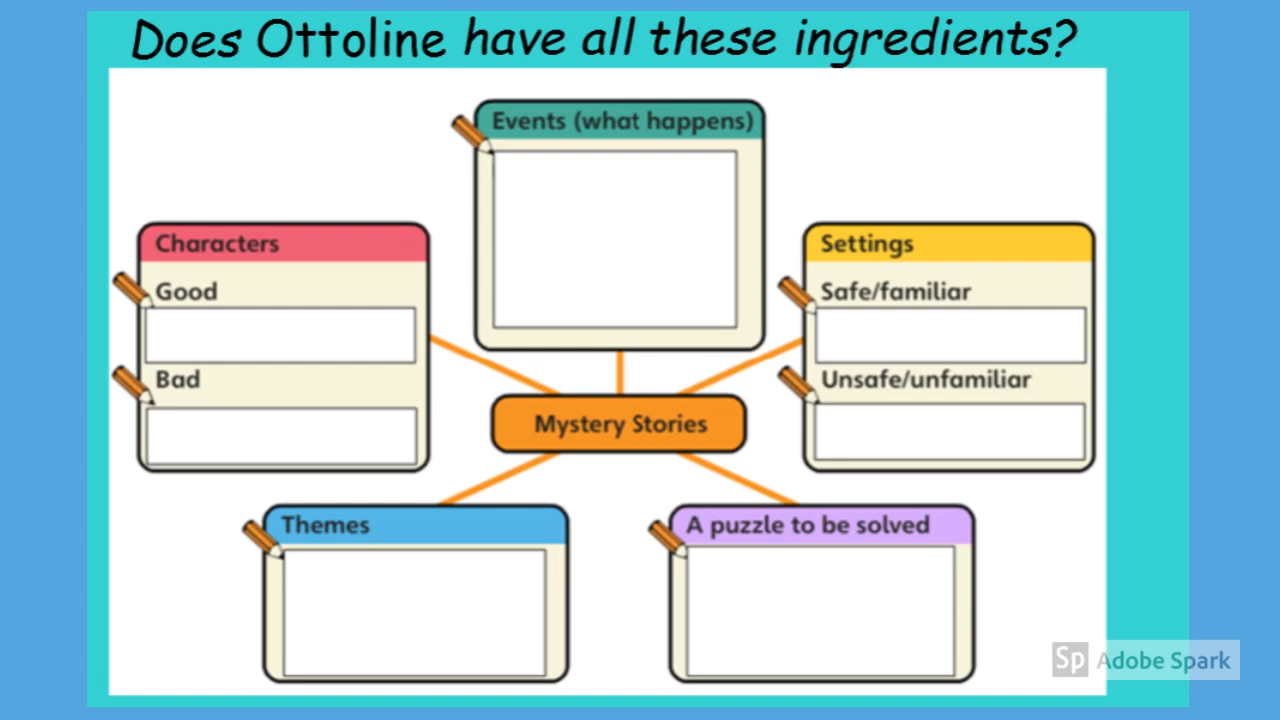 Does Ottoline have all these ingredients?
Events (what happens)
Characters
Good
Bad
Settings
Safe/familiar
Unsafe/unfamiliar
Mystery Stories
Themes
A puzzle to be solved
Sp Adobe Spark